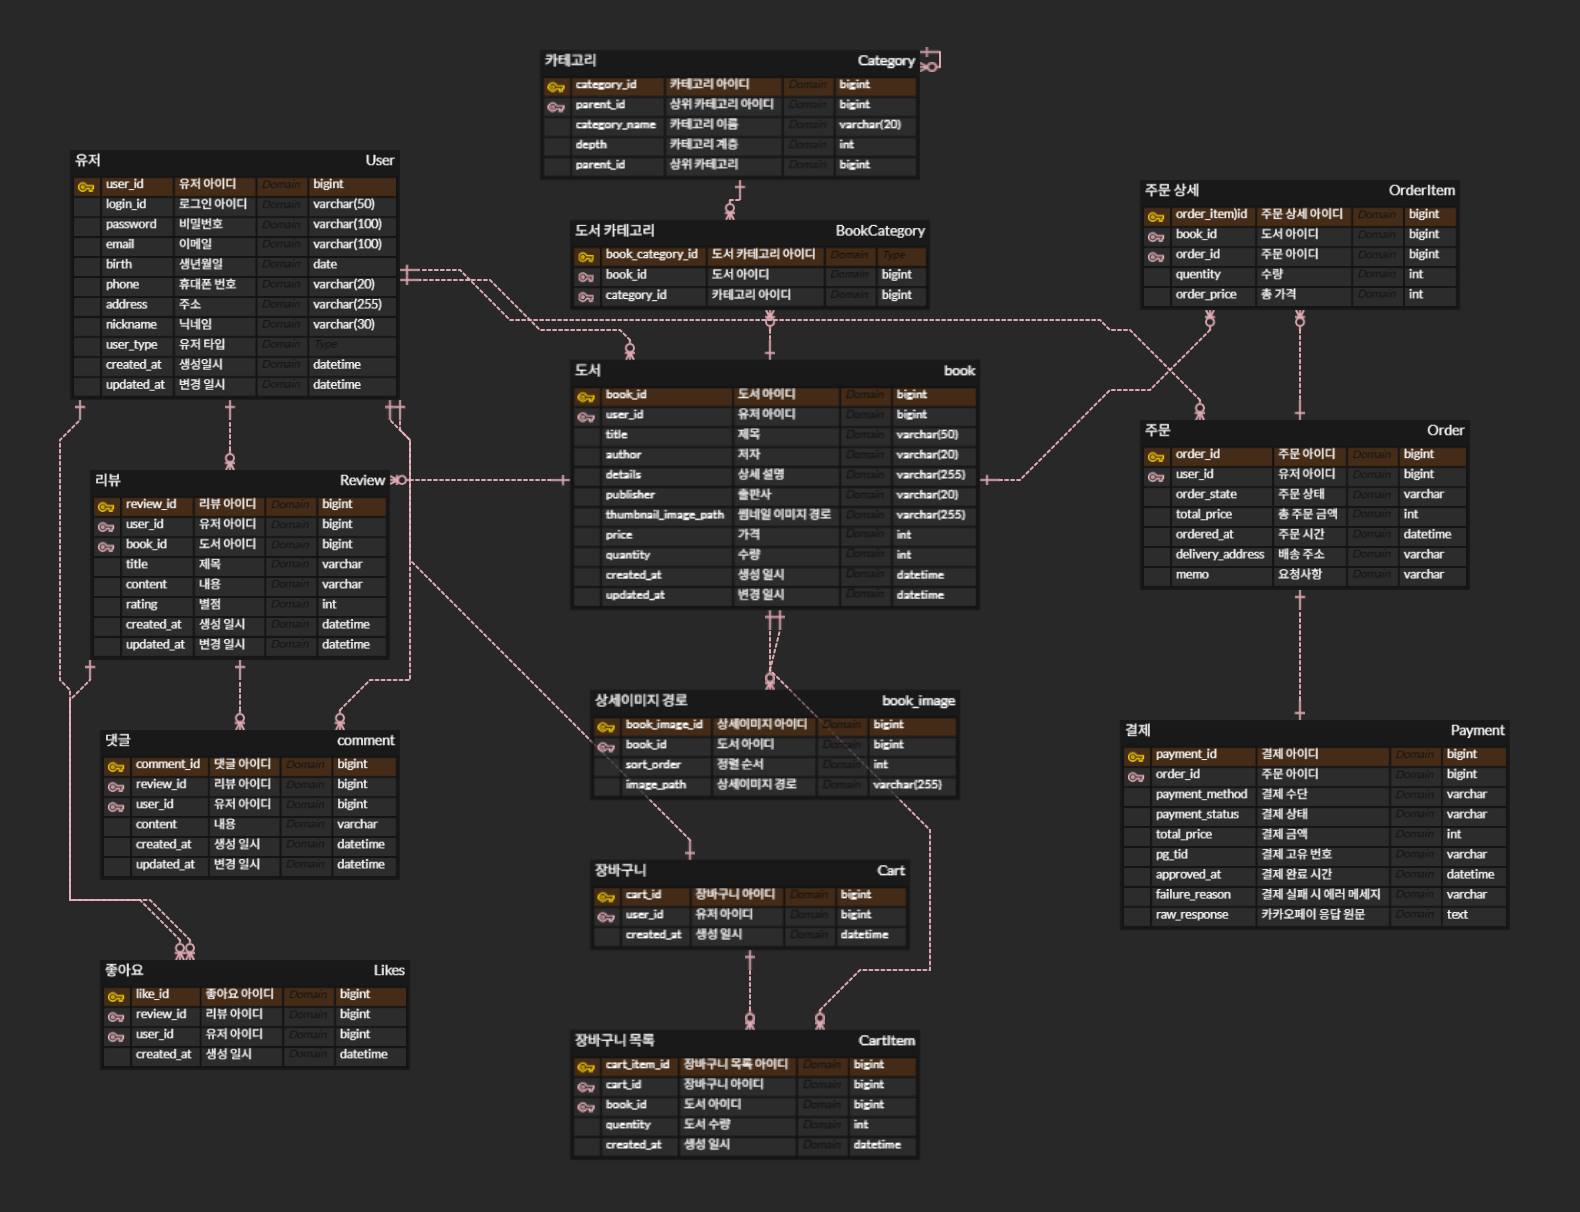 카테고리 Category
category_id 카테고리 아이디 Domain bigint
parent_id 상위 카테고리 아이디 Domain bigint
category_name 카테고리 이름 Domain varchar(20)
depth 카테고리 계층 Domain int
parent_id 상위 카테고리 Domain bigint
유저 User
user_id 유저 아이디 Domain bigint
login_id 로그인 아이디 Domain varchar(50)
password 비밀번호 Domain varchar(100)
email 이메일 Domain varchar(100)
birth 생년월일 Domain date
phone 휴대폰 번호 Domain varchar(20)
address 주소 Domain varchar(255)
nickname 닉네임 Domain varchar(30)
user_type 유저 타입 Domain Type
created_at 생성일시 Domain datetime
updated_at 변경 일시 Domain datetime
도서 카테고리 BookCategory
book_category_id 도서 카테고리 아이디 Domain Type
book_id 도서 아이디 Domain bigint
category_id 카테고리 아이디 Domain bigint
주문 상세 OrderItem
order_item)id 주문 상세 아이디 Domain bigint
book_id 도서 아이디 Domain bigint
order_id 주문 아이디 Domain bigint
quentity 수량 Domain int
order_price 총 가격 Domain int
도서 book
book_id 도서 아이디 Domain bigint
user_id 유저 아이디 Domain bigint
title 제목 Domain varchar(50)
author 저자 Domain varchar(20)
details 상세 설명 Domain varchar(255)
publisher 출판사 Domain varchar(20)
thumbnail_image_path 썸네일 이미지 경로 Domain varchar(255)
price 가격 Domain int
quantity 수량 Domain int
created_at 생성 일시 Domain datetime
updated_at 변경 일시 Domain datetime
주문 Order
order_id 주문 아이디 Domain bigint
user_id 유저 아이디 Domain bigint
order_state 주문 상태 Domain varchar
total_price 총 주문 금액 Domain int
ordered_at 주문 시간 Domain datetime
delivery_address 배송 주소 Domain varchar
memo 요청사항 Domain varchar
리뷰 Review
review_id 리뷰 아이디 Domain bigint
user_id 유저 아이디 Domain bigint
book_id 도서 아이디 Domain bigint
title 제목 Domain varchar
content 내용 Domain varchar
rating 별점 Domain int
created_at 생성 일시 Domain datetime
updated_at 변경 일시 Domain datetime
상세이미지 경로 book_image
book_image_id 상세이미지 아이디 Domain bigint
book_id 도서 아이디 Domain bigint
sort_order 정렬 순서 Domain int
image_path 상세이미지 경로 Domain varchar(255)
결제 Payment
payment_id 결제 아이디 Domain bigint
order_id 주문 아이디 Domain bigint
payment_method 결제 수단 Domain varchar
payment_status 결제 상태 Domain varchar
total_price 결제 금액 Domain int
pg_tid 결제 고유 번호 Domain varchar
approved_at 결제 완료 시간 Domain datetime
failure_reason 결제 실패 시 에러 메세지 Domain varchar
raw_response 카카오페이 응답 원문 Domain text
댓글 comment
comment_id 댓글 아이디 Domain bigint
review_id 리뷰 아이디 Domain bigint
user_id 유저 아이디 Domain bigint
content 내용 Domain varchar
created_at 생성 일시 Domain datetime
updated_at 변경 일시 Domain datetime
장바구니 Cart
cart_id 장바구니 아이디 Domain bigint
user_id 유저 아이디 Domain bigint
created_at 생성 일시 Domain datetime
좋아요 Likes
like_id 좋아요 아이디 Domain bigint
review_id 리뷰 아이디 Domain bigint
user_id 유저 아이디 Domain bigint
created_at 생성 일시 Domain datetime
장바구니 목록 CartItem
cart_item_id 장바구니 목록 아이디 Domain bigint
cart_id 장바구니 아이디 Domain bigint
book_id 도서 아이디 Domain bigint
quentity 도서 수량 Domain int
created_at 생성 일시 Domain datetime